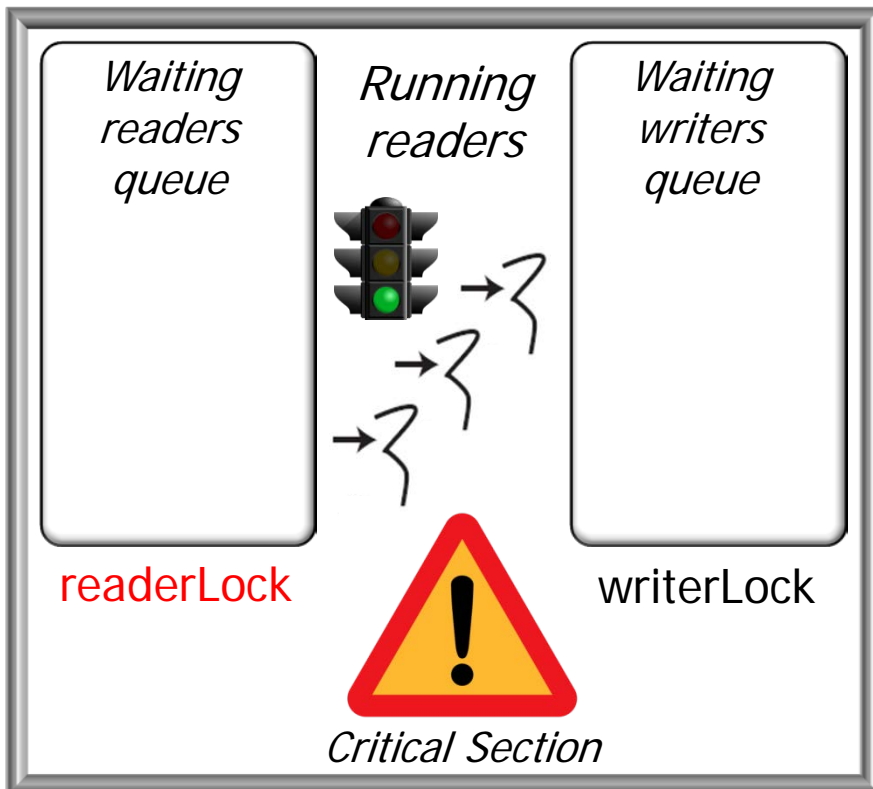 Waiting
readers
queue
Running
readers
Waiting
writers
queue
readerLock
writerLock
Critical Section